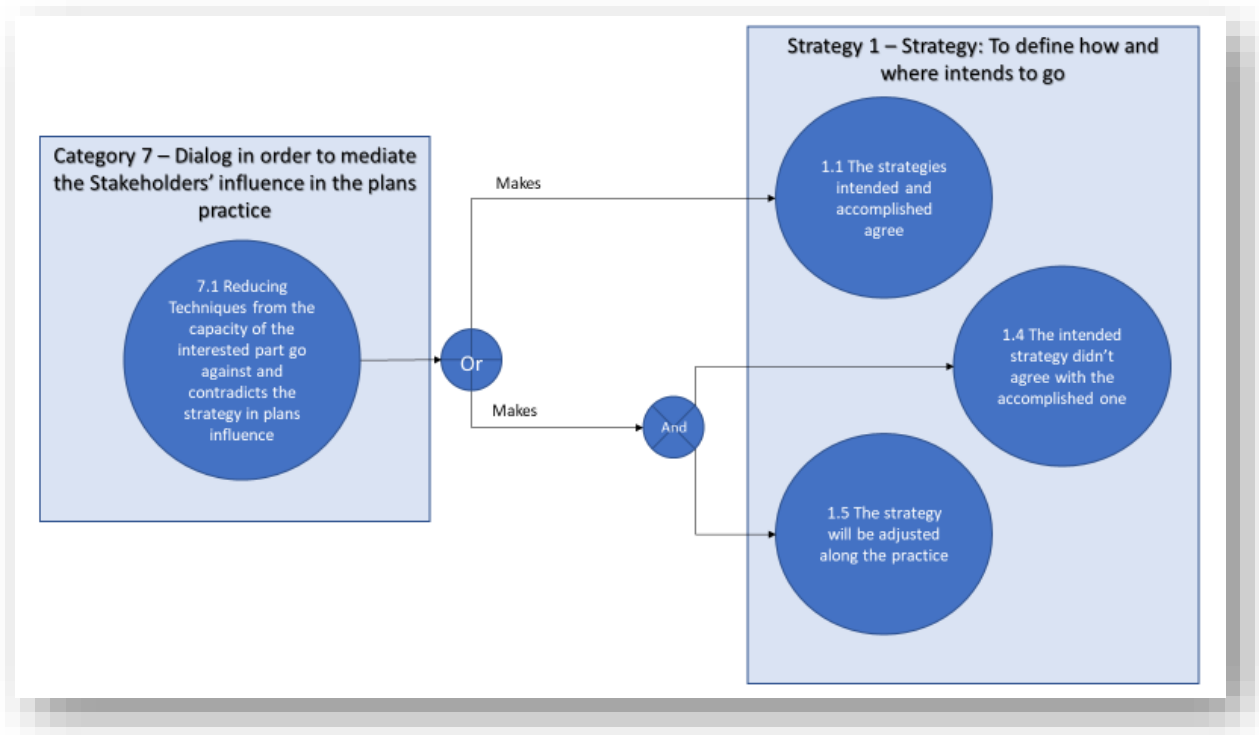 Category 7 – Dialog in order to mediate
the Stakeholders’ influence in the plans
practice
7.1 Reducing
Techniques from the
capacity of the
interested part go
against and
contradicts the
strategy in plans
influence
Or
Makes
Makes
And
Strategy 1 – Strategy: To define how and
where intends to go
1.1 The strategies
intended and
accomplished
agree
1.4 The intended
strategy didn’t
agree with the
accomplished one
1.5 The strategy
will be adjusted
along the practice